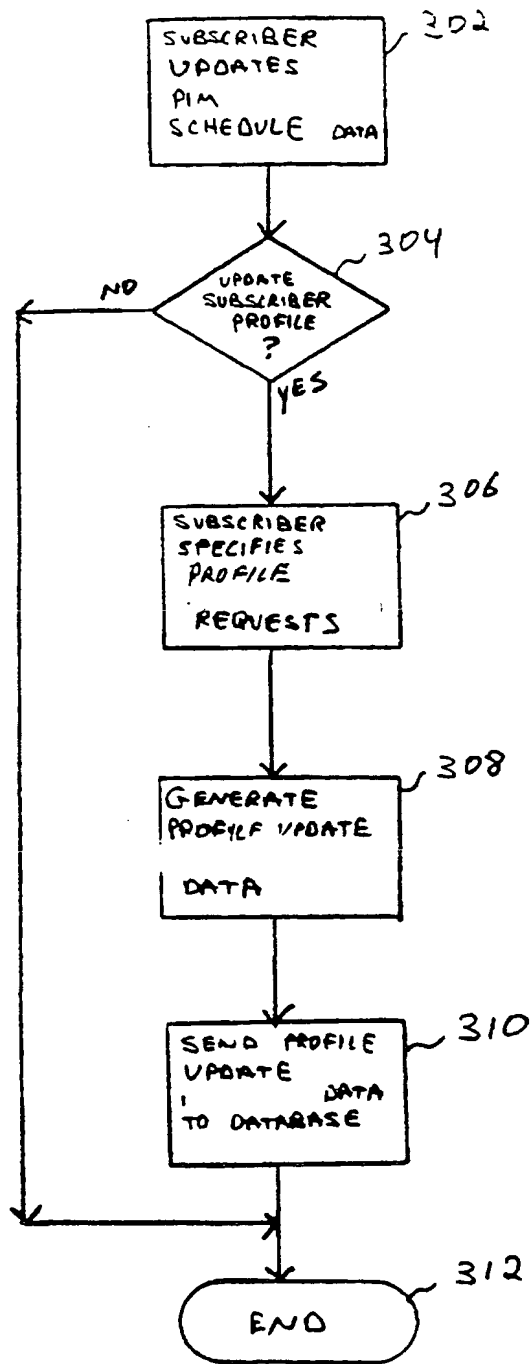 302
SUBSCRIBER
UPDATES
PIM
SCHEDULE DATA
304
UPDATE
SUBSCRIBER
PROFILE
?
NO
YES
306
SUBSCRIBER
SPECIFIES
PROFILE
REQUESTS
308
GENERATE
PROFILE UPDATE
DATA
310
SEND PROFILE
UPDATE
DATA
TO DATABASE
312
END